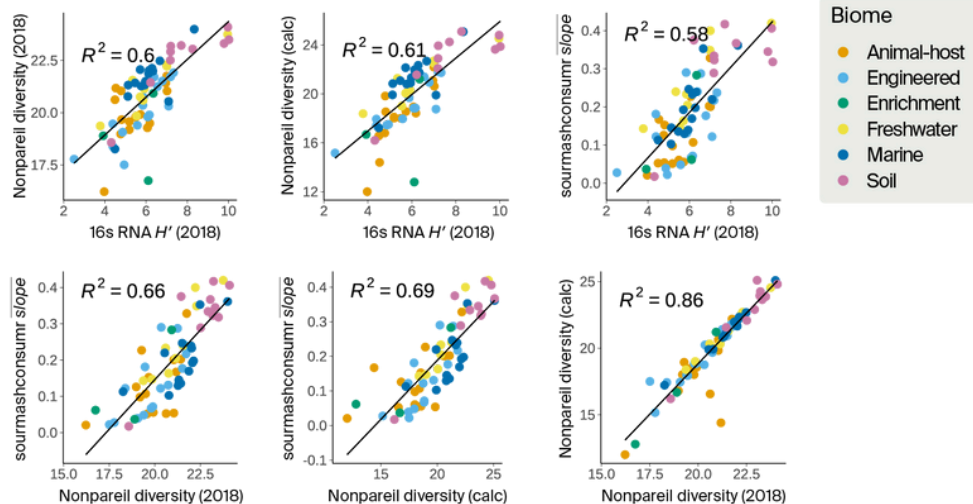 Nonpareil diversity (2018)
22.5
20.0
17.5
R² = 0.6
2 4 6 8 10
16s RNA H′ (2018)
Nonpareil diversity (calc)
24
20
16
12
R² = 0.61
2 4 6 8 10
16s RNA H′ (2018)
sourmashconsumr slope
0.4
0.3
0.2
0.1
0.0
R² = 0.58
2 4 6 8 10
16s RNA H′ (2018)
Biome
Animal-host
Engineered
Enrichment
Freshwater
Marine
Soil
sourmashconsumr slope
0.4
0.3
0.2
0.1
0.0
R² = 0.66
15.0 17.5 20.0 22.5
Nonpareil diversity (2018)
sourmashconsumr slope
0.4
0.3
0.2
0.1
0.0
-0.1
R² = 0.69
15 20 25
Nonpareil diversity (calc)
Nonpareil diversity (calc)
25
20
15
R² = 0.86
15.0 17.5 20.0 22.5
Nonpareil diversity (2018)